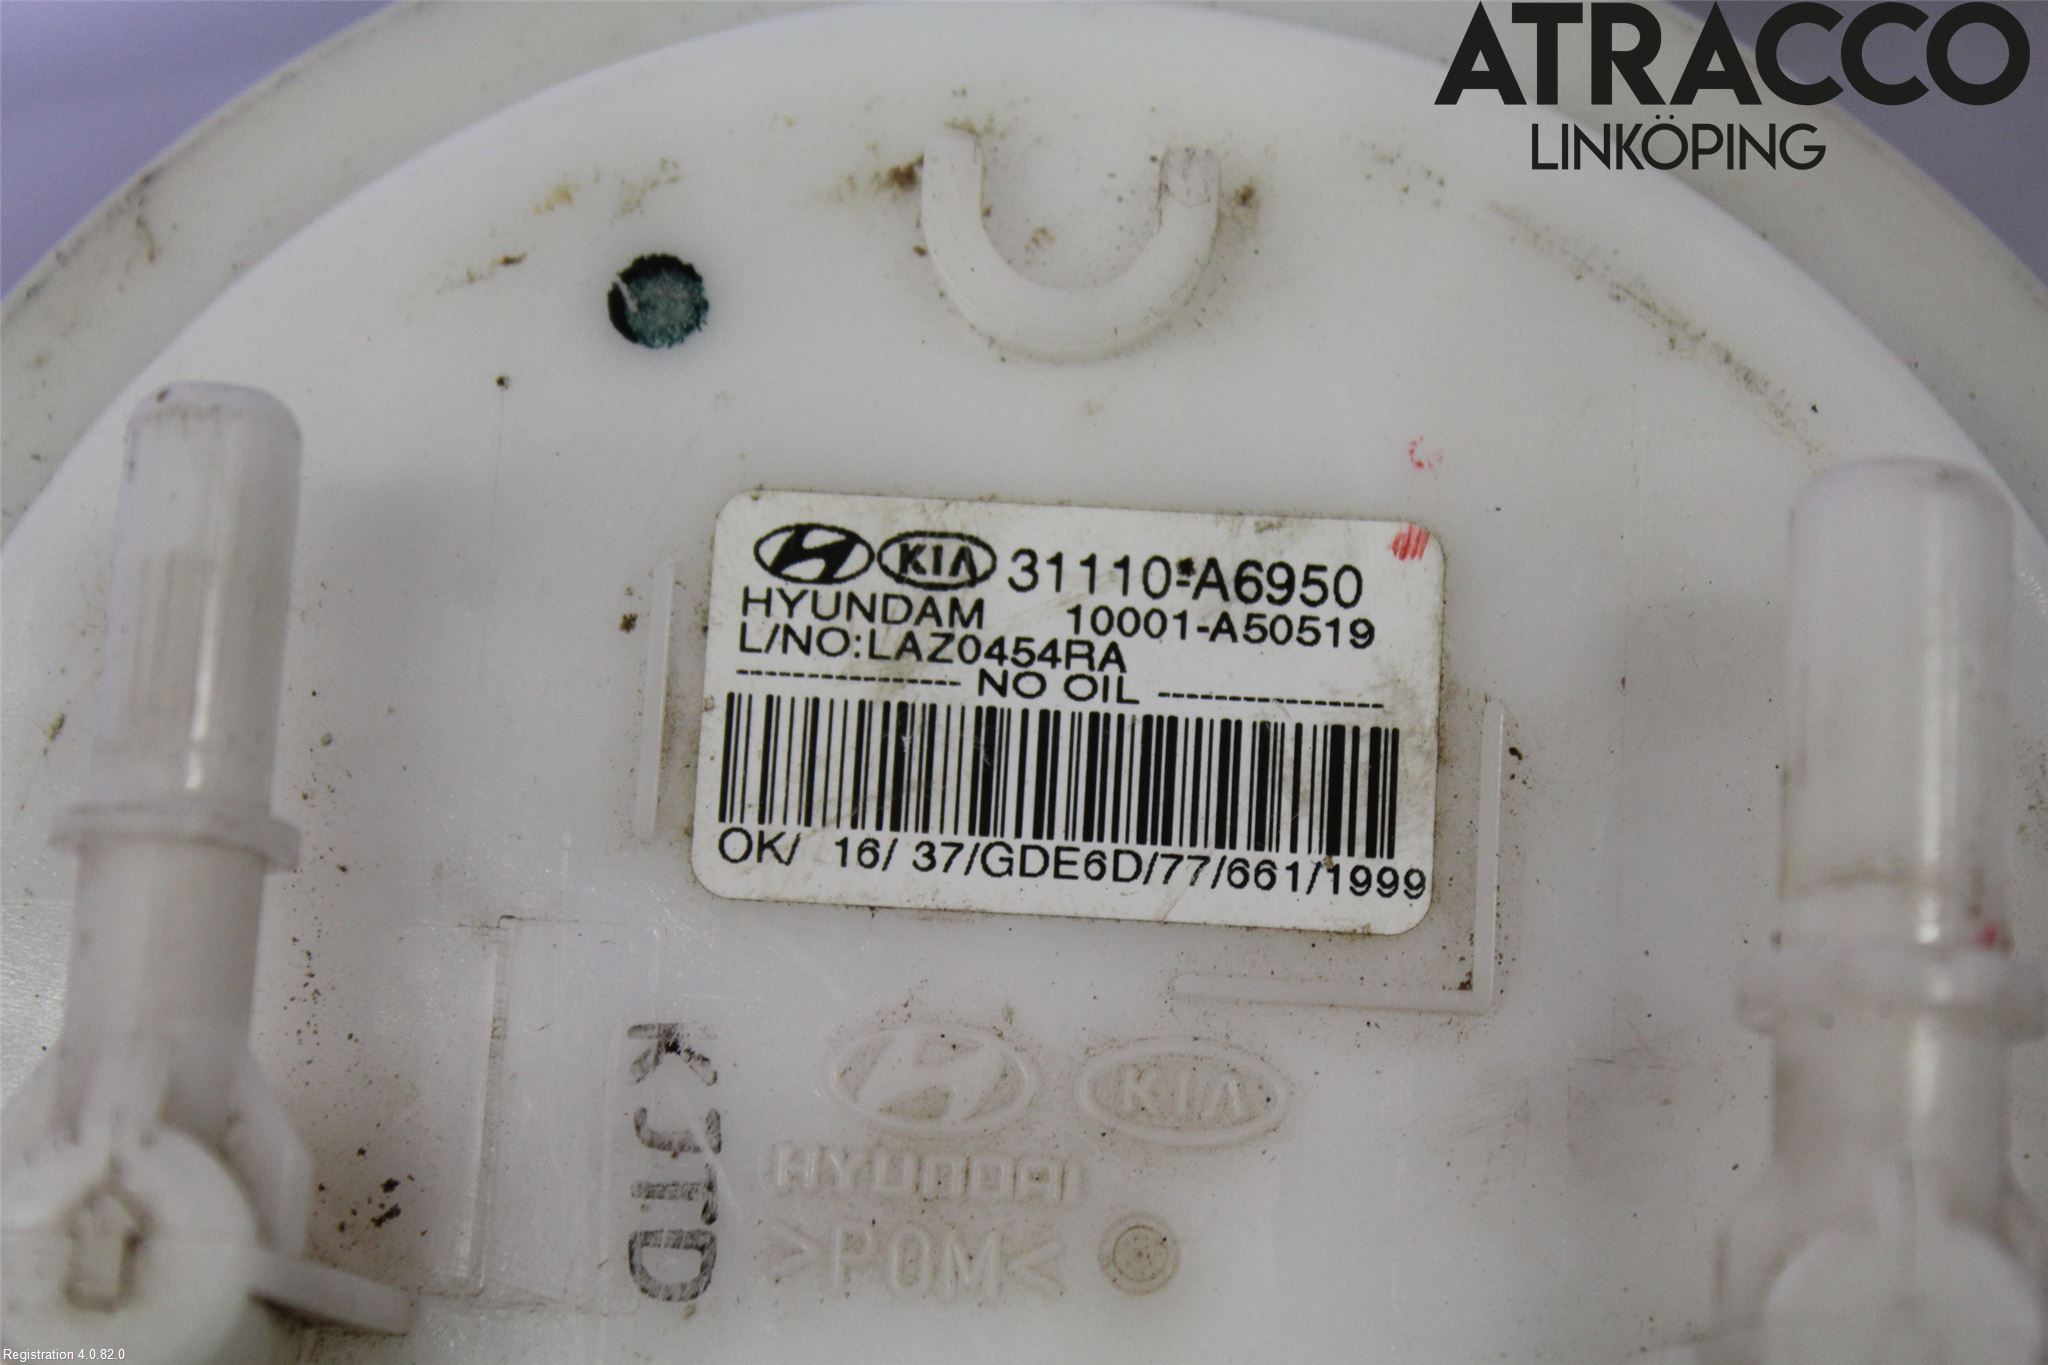 ATRACCO
LINKÖPING
KIA 31110-A6950
HYUNDAM 10001-A50519
L/NO:LAZ0454RA
---------------- NO OIL ----------------
OK/ 16/ 37/GDE6D/77/661/1999
KIA
HYUNDAI
>POM<
KJTD
Registration 4.0.82.0